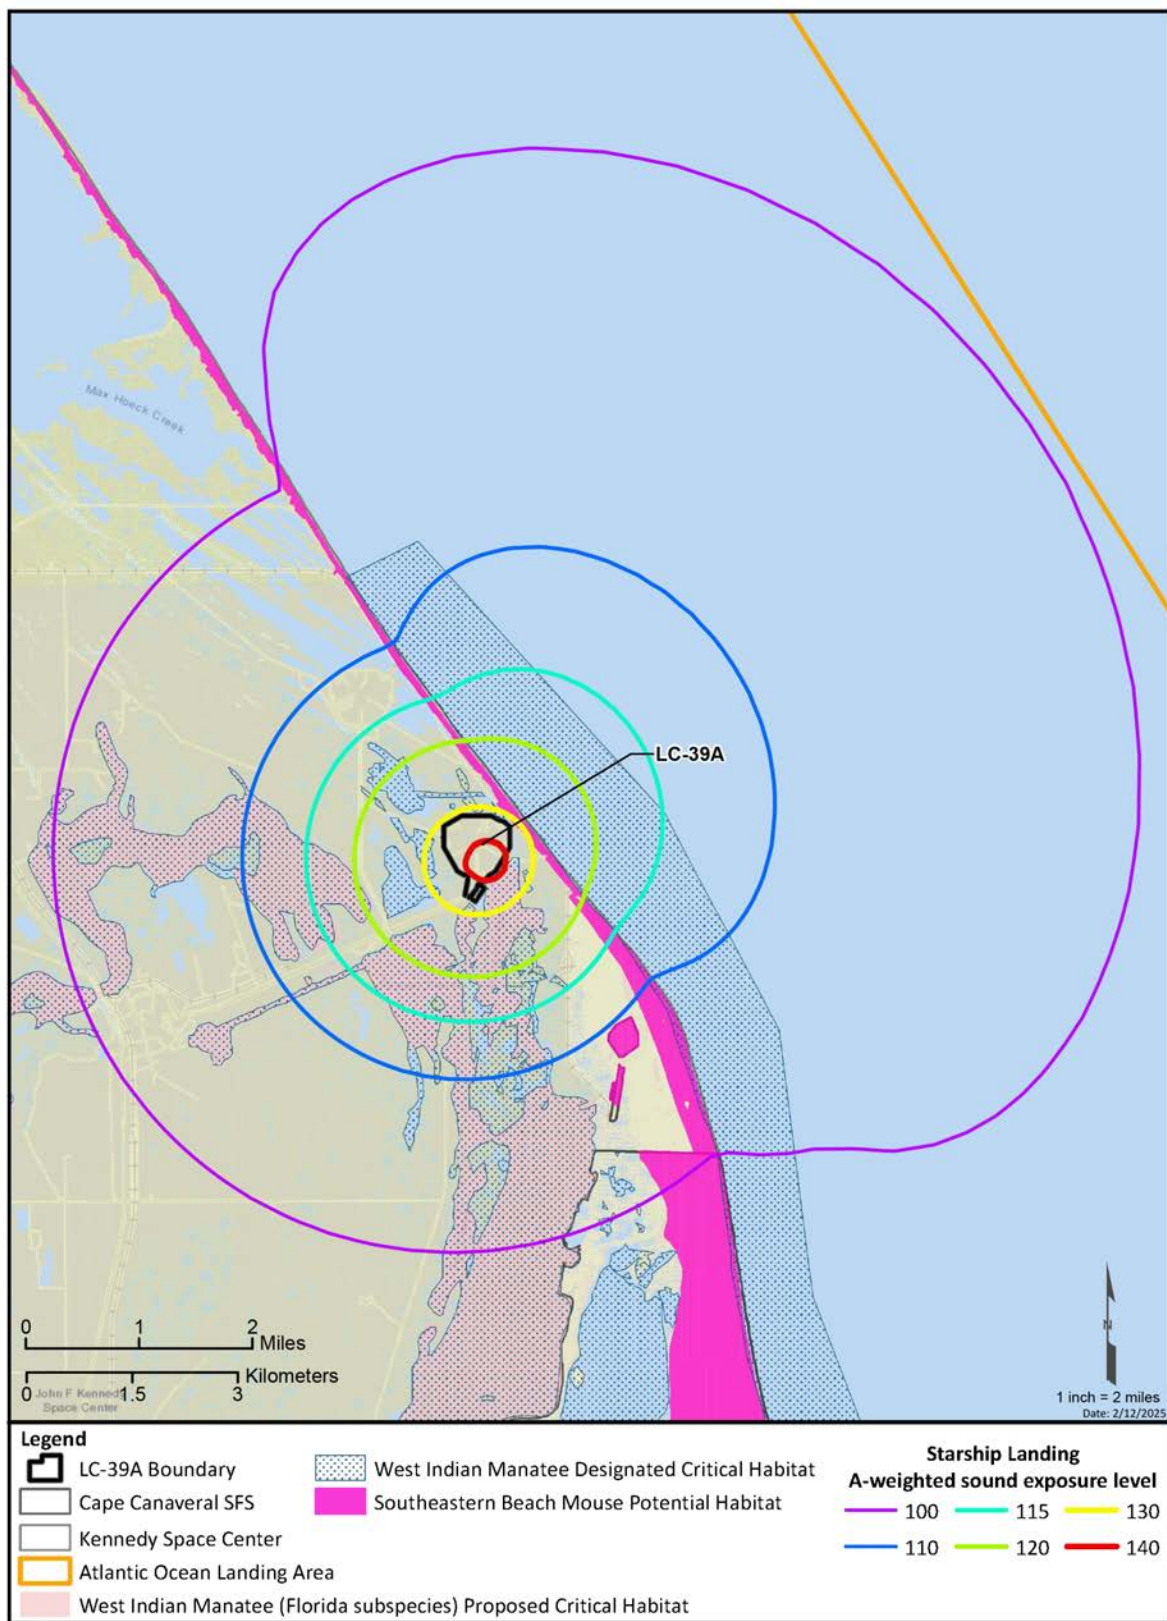 Max Hoeck Creek
LC-39A
0 1 2
Miles
Kilometers
0 1.5 3
John F Kennedy
Space Center
N
1 inch = 2 miles
Date: 2/12/2025
Legend
LC-39A Boundary
Cape Canaveral SFS
Kennedy Space Center
Atlantic Ocean Landing Area
West Indian Manatee (Florida subspecies) Proposed Critical Habitat
West Indian Manatee Designated Critical Habitat
Southeastern Beach Mouse Potential Habitat
Starship Landing
A-weighted sound exposure level
100 115 130
110 120 140